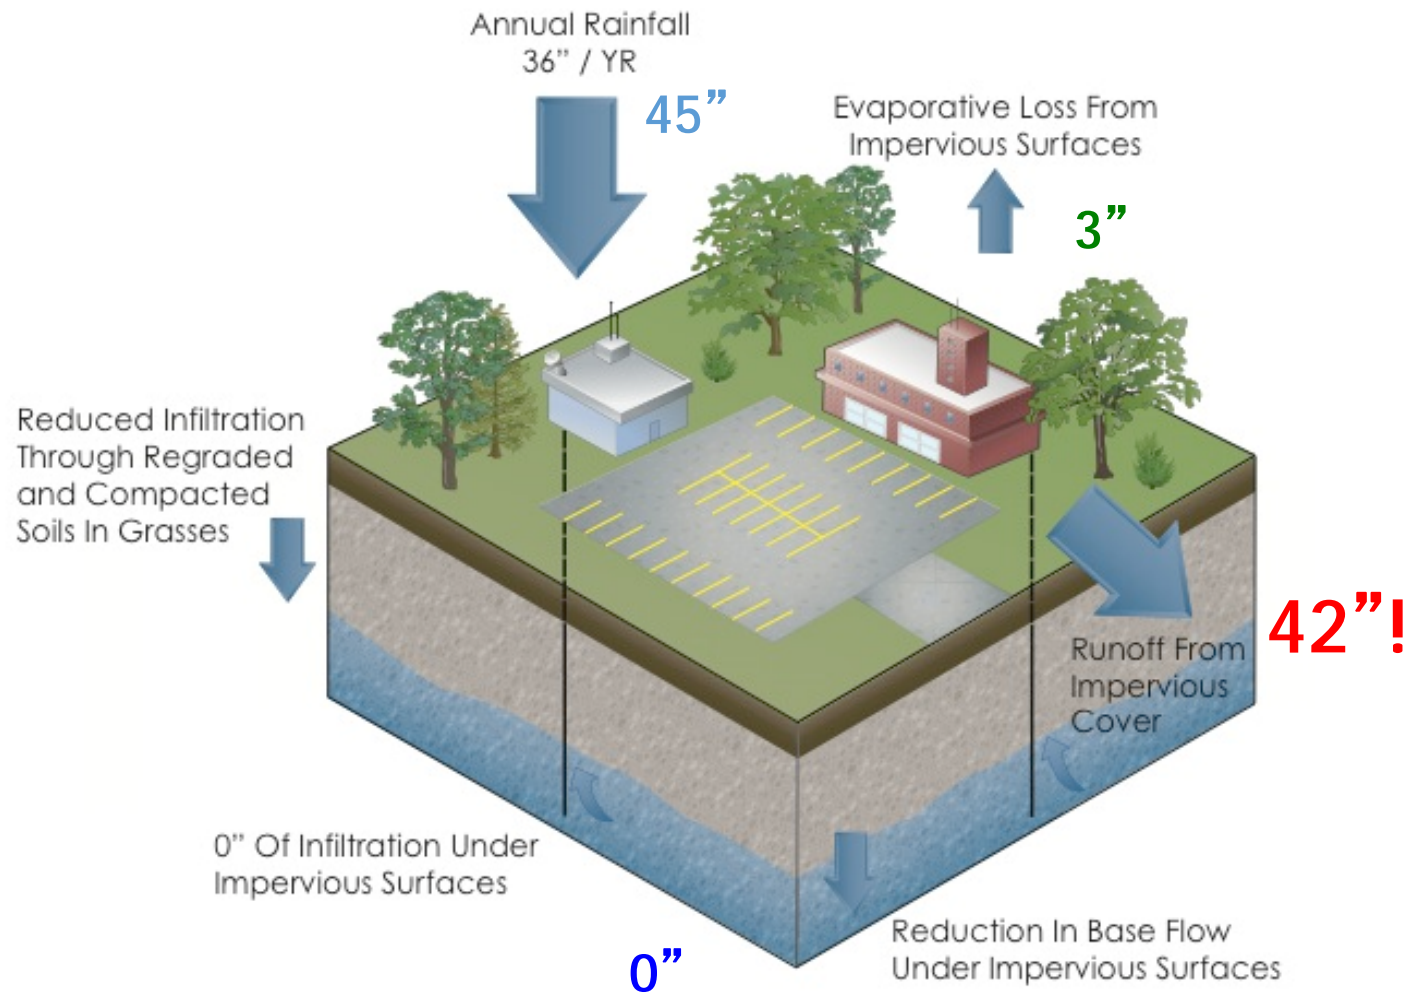 Annual Rainfall
36” / YR
45”
Evaporative Loss From
Impervious Surfaces
3”
Reduced Infiltration
Through Regraded
and Compacted
Soils In Grasses
42”!
Runoff From
Impervious
Cover
0” Of Infiltration Under
Impervious Surfaces
0”
Reduction In Base Flow
Under Impervious Surfaces